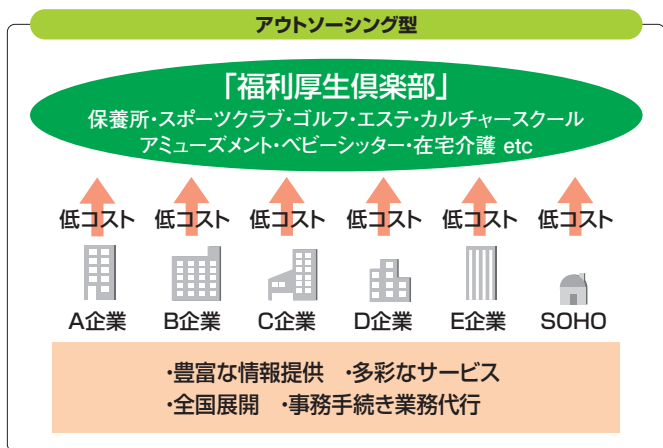 アウトソーシング型
「福利厚生倶楽部」
保養所・スポーツクラブ・ゴルフ・エステ・カルチャースクール
アミューズメント・ベビーシッター・在宅介護 etc
低コスト 低コスト 低コスト 低コスト 低コスト 低コスト
A企業 B企業 C企業 D企業 E企業 SOHO
・豊富な情報提供 ・多彩なサービス
・全国展開 ・事務手続き業務代行